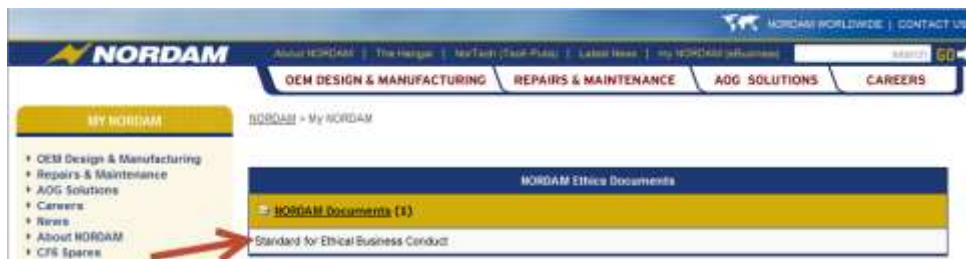 NORDAM WORLDWIDE | CONTACT US
NORDAM
About NORDAM | The Hangar | NorTech (Tech Pubs) | Latest News | my NORDAM (eBusiness)
search GO
OEM DESIGN & MANUFACTURING
REPAIRS & MAINTENANCE
AOG SOLUTIONS
CAREERS
MY NORDAM
NORDAM > My NORDAM
OEM Design & Manufacturing
Repairs & Maintenance
AOG Solutions
Careers
News
About NORDAM
CF6 Spares
NORDAM Ethics Documents
NORDAM Documents (1)
Standard for Ethical Business Conduct